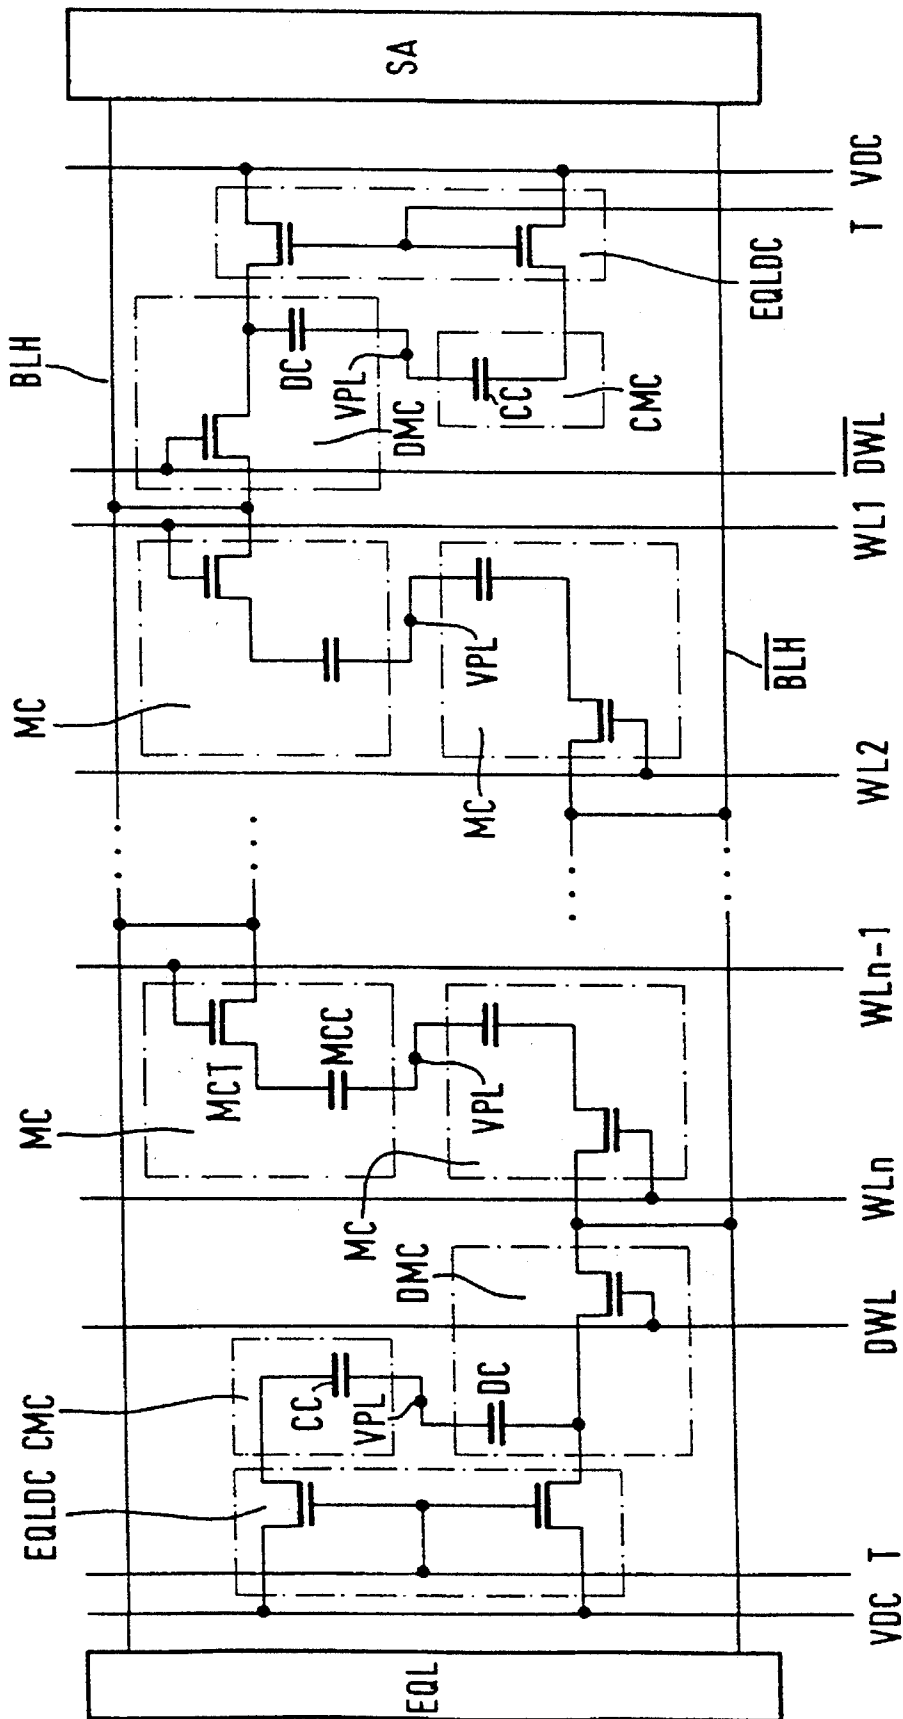 SA
BLH
VDC
T
EQLDC
DC
VPL
DMC
CC
CMC
DWL
WL1
MC
VPL
MC
BLH
WL2
WLn-1
MC
MCT
MCC
VPL
MC
WLn
DMC
DWL
EQLDC
CMC
CC
VPL
DC
T
VDC
EQL